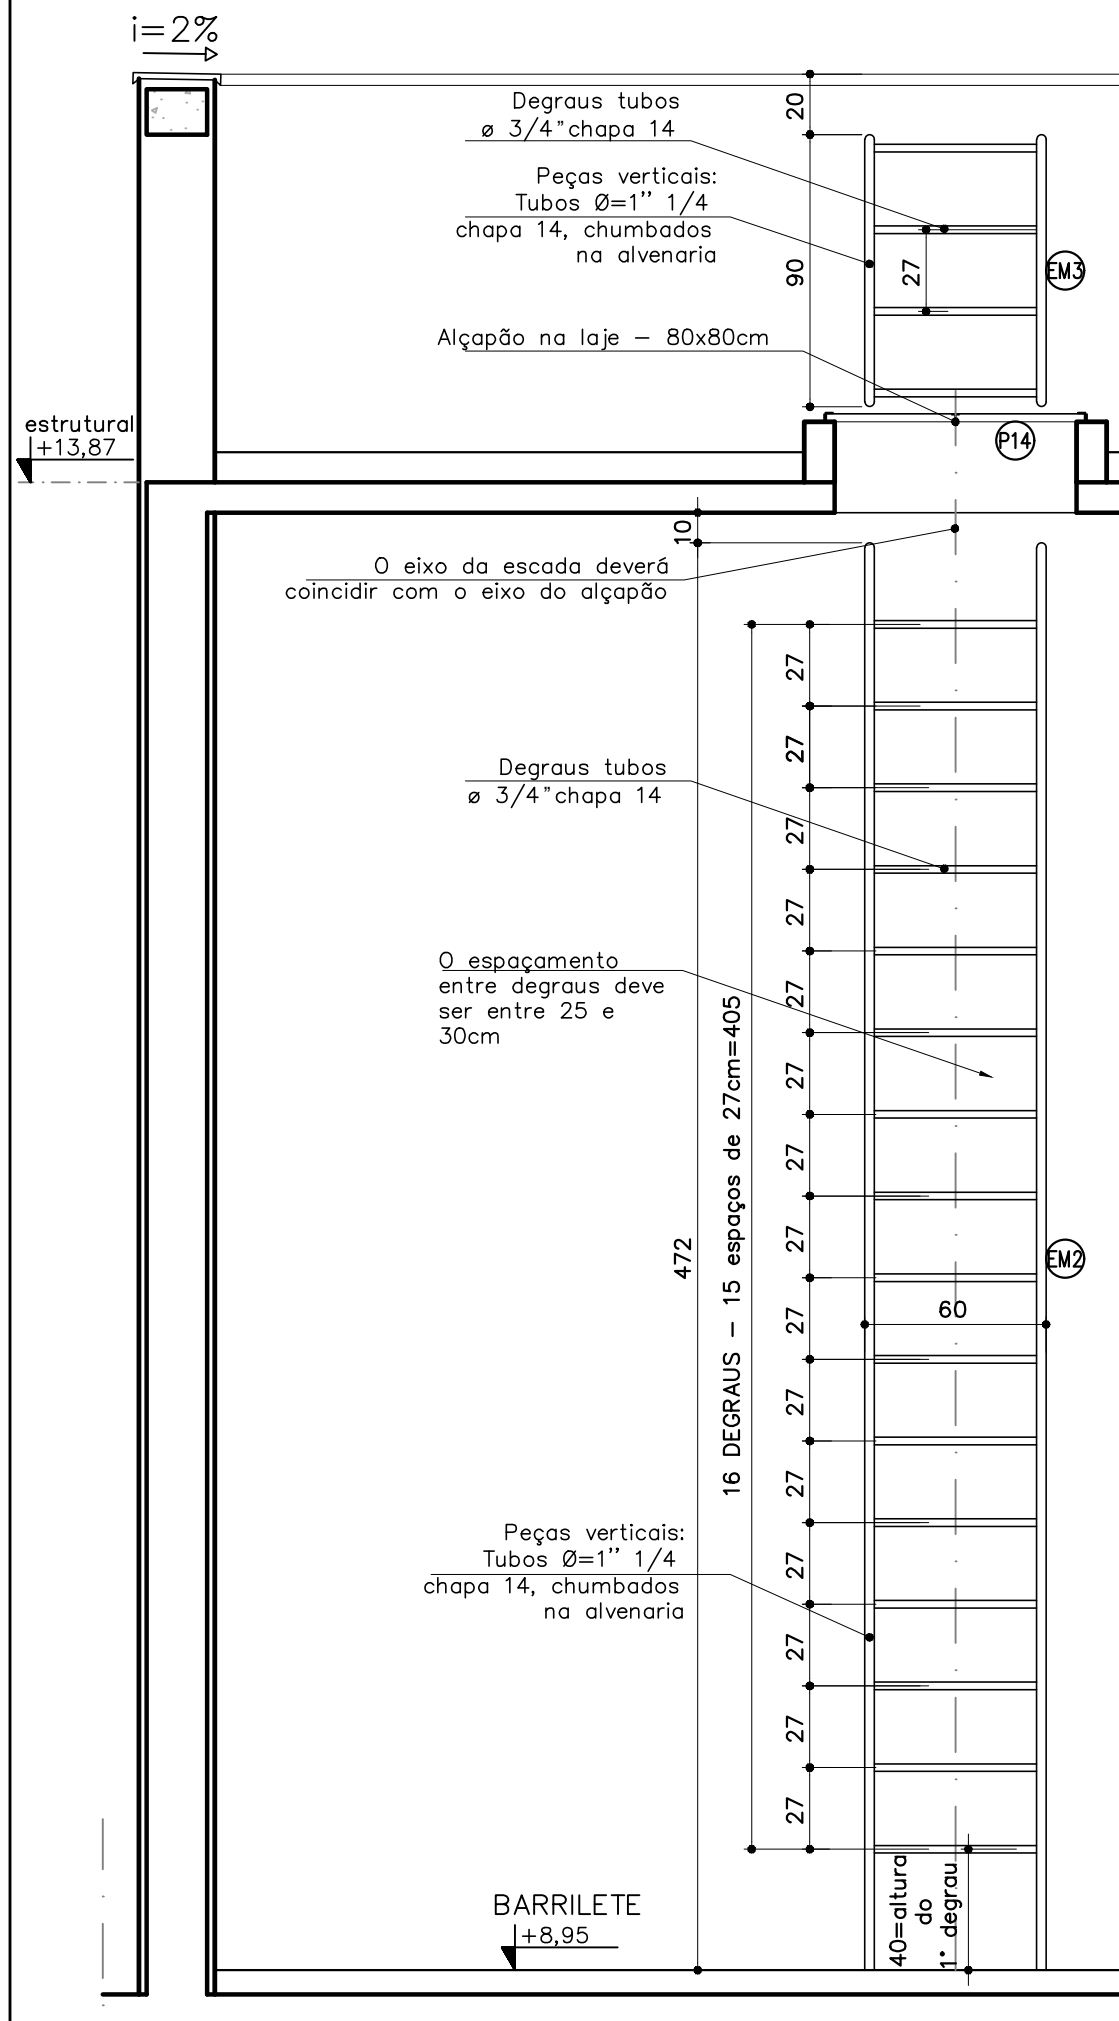 i=2%
20
Degraus tubos
ø 3/4"chapa 14
Peças verticais:
Tubos Ø=1" 1/4
chapa 14, chumbados
na alvenaria
90
27
EM3
Alçapão na laje – 80x80cm
estrutural
+13,87
P14
10
O eixo da escada deverá
coincidir com o eixo do alçapão
27
27
Degraus tubos
ø 3/4"chapa 14
27
27
O espaçamento
entre degraus deve
ser entre 25 e
30cm
27
27
27
16 DEGRAUS – 15 espaços de 27cm=405
472
27
EM2
60
27
27
27
Peças verticais:
Tubos Ø=1" 1/4
chapa 14, chumbados
na alvenaria
27
27
27
27
40=altura
do
1° degrau
BARRILETE
+8,95